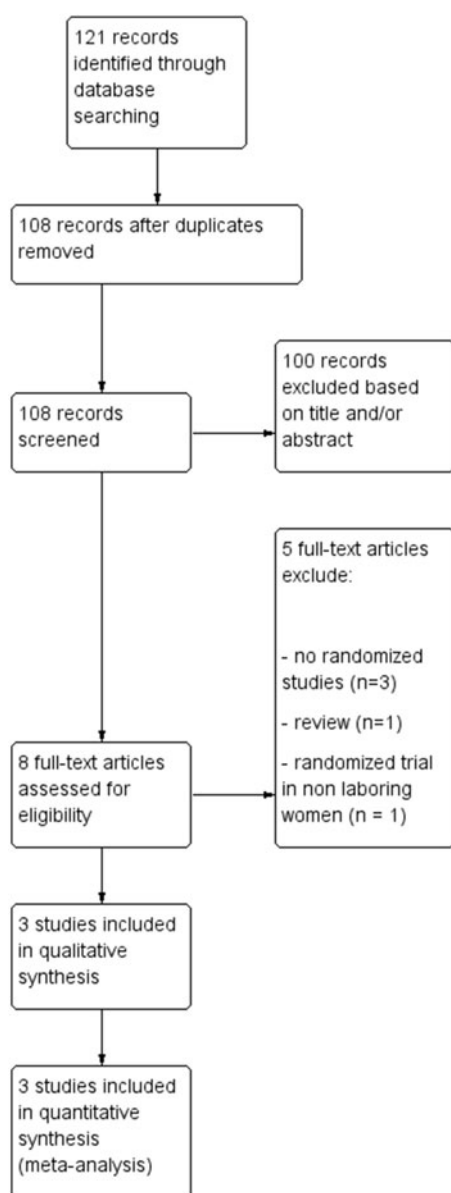 121 records
identified through
database
searching
108 records after duplicates
removed
108 records
screened
100 records
excluded based
on title and/or
abstract
5 full-text articles
exclude:
- no randomized
studies (n=3)
- review (n=1)
- randomized trial
in non laboring
women (n = 1)
8 full-text articles
assessed for
eligibility
3 studies included
in qualitative
synthesis
3 studies included
in quantitative
synthesis
(meta-analysis)